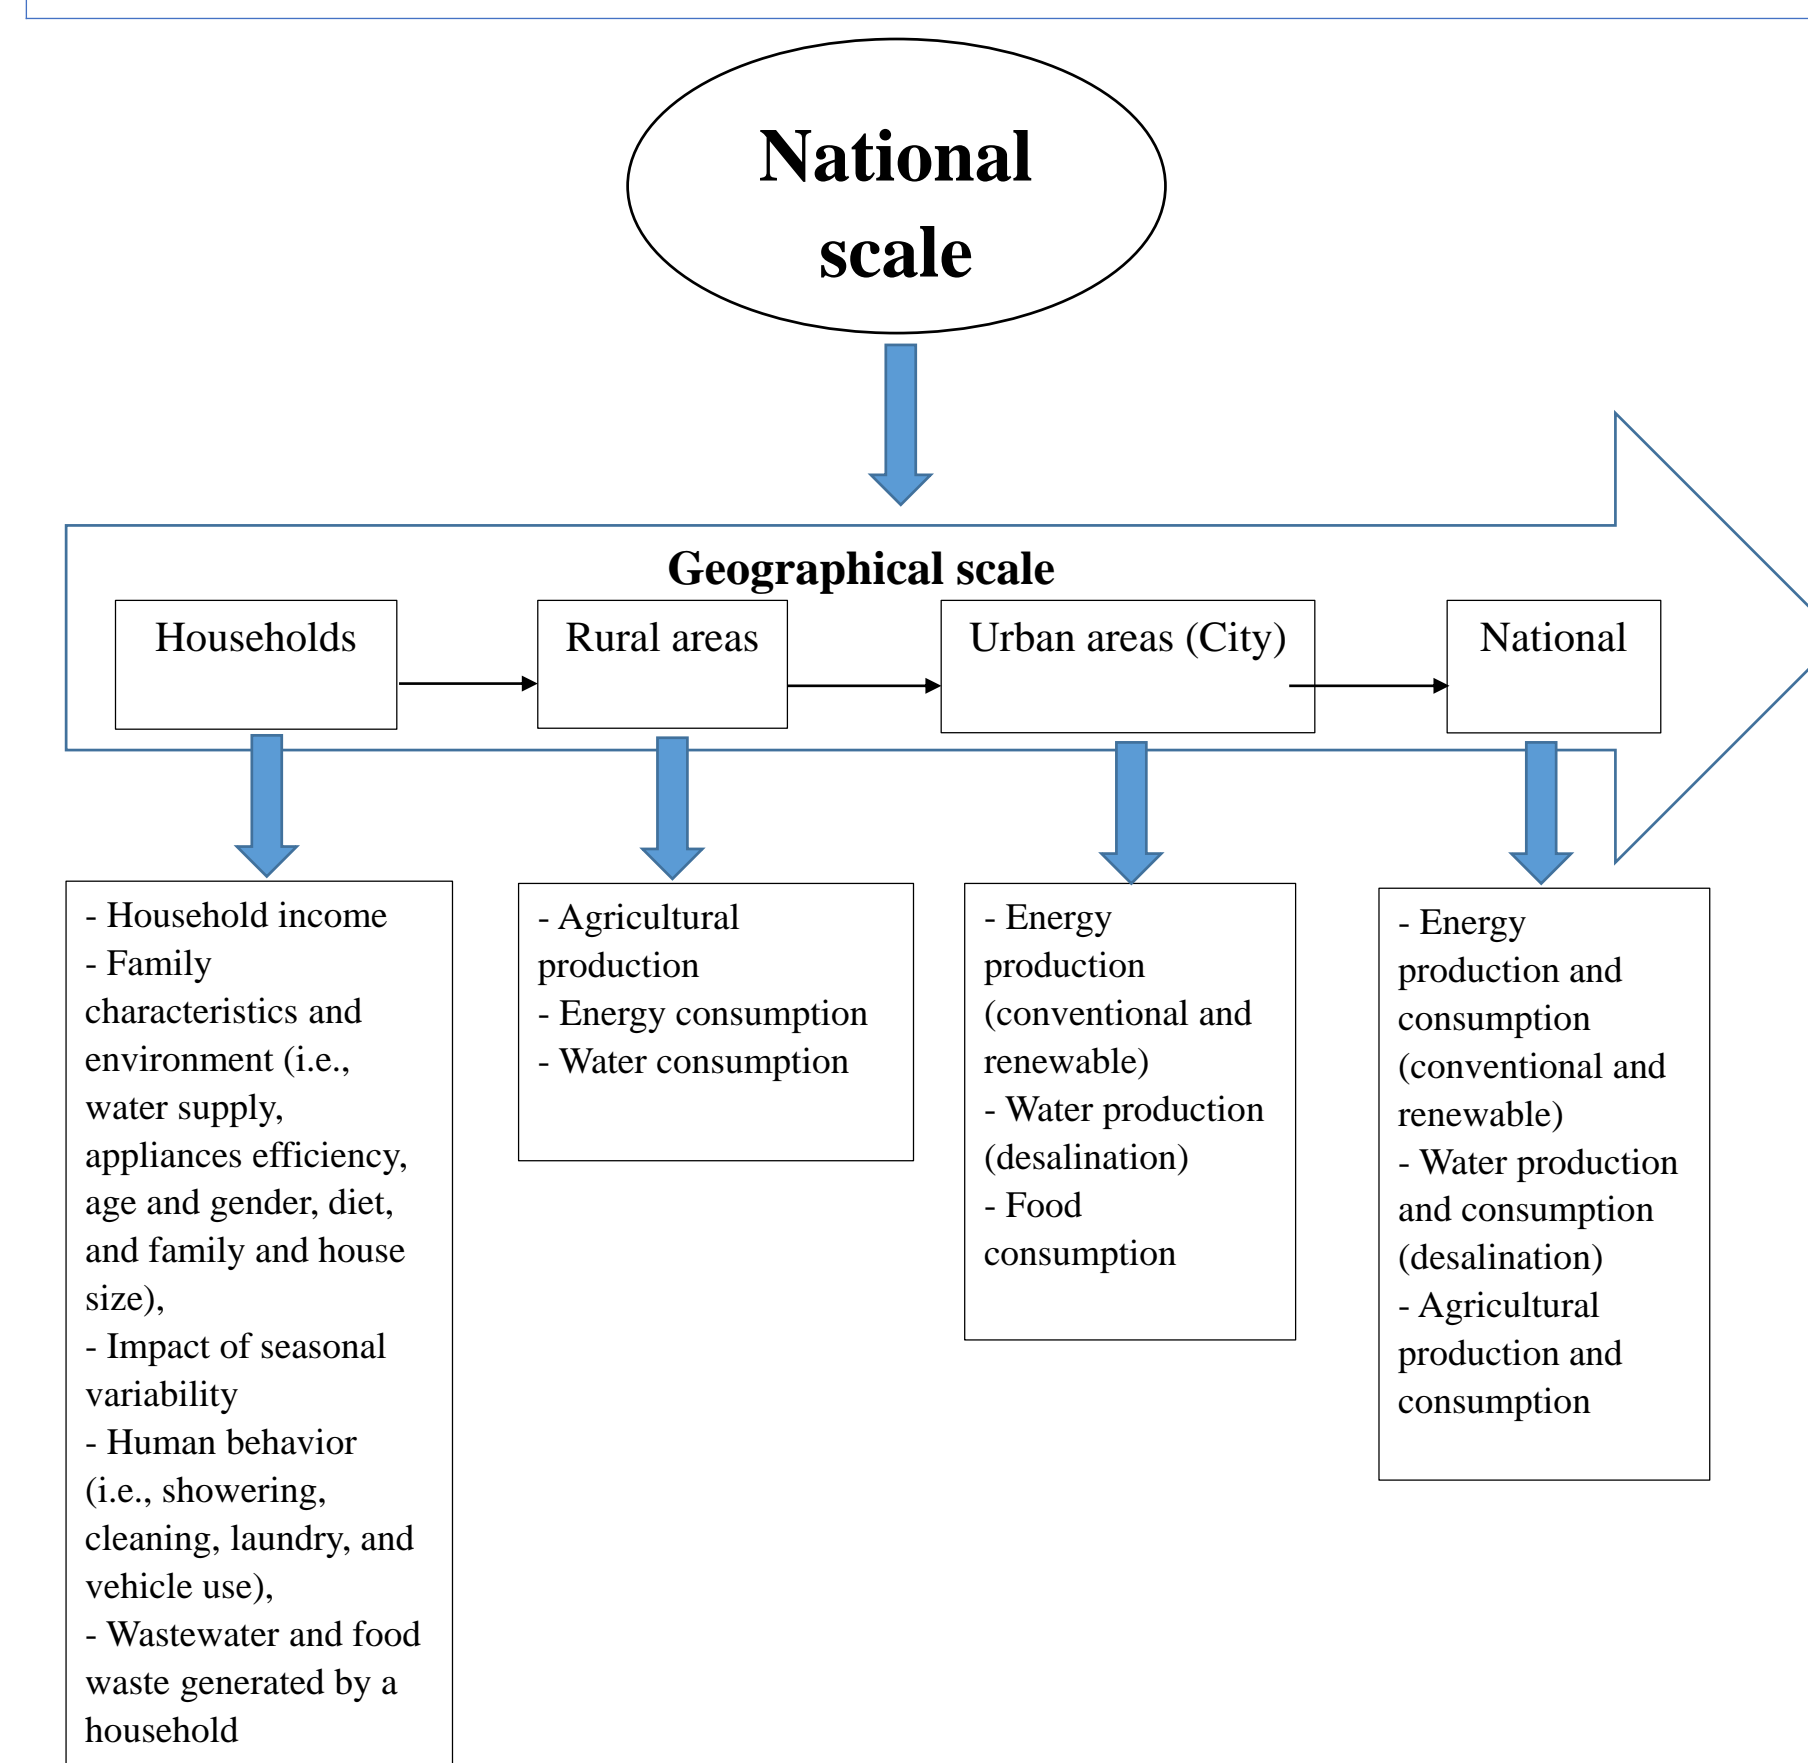 National
scale
Geographical scale
Households
Rural areas
Urban areas (City)
National
- Household income
- Family
characteristics and
environment (i.e.,
water supply,
appliances efficiency,
age and gender, diet,
and family and house
size),
- Impact of seasonal
variability
- Human behavior
(i.e., showering,
cleaning, laundry, and
vehicle use),
- Wastewater and food
waste generated by a
household
- Agricultural
production
- Energy consumption
- Water consumption
- Energy
production
(conventional and
renewable)
- Water production
(desalination)
- Food
consumption
- Energy
production and
consumption
(conventional and
renewable)
- Water production
and consumption
(desalination)
- Agricultural
production and
consumption